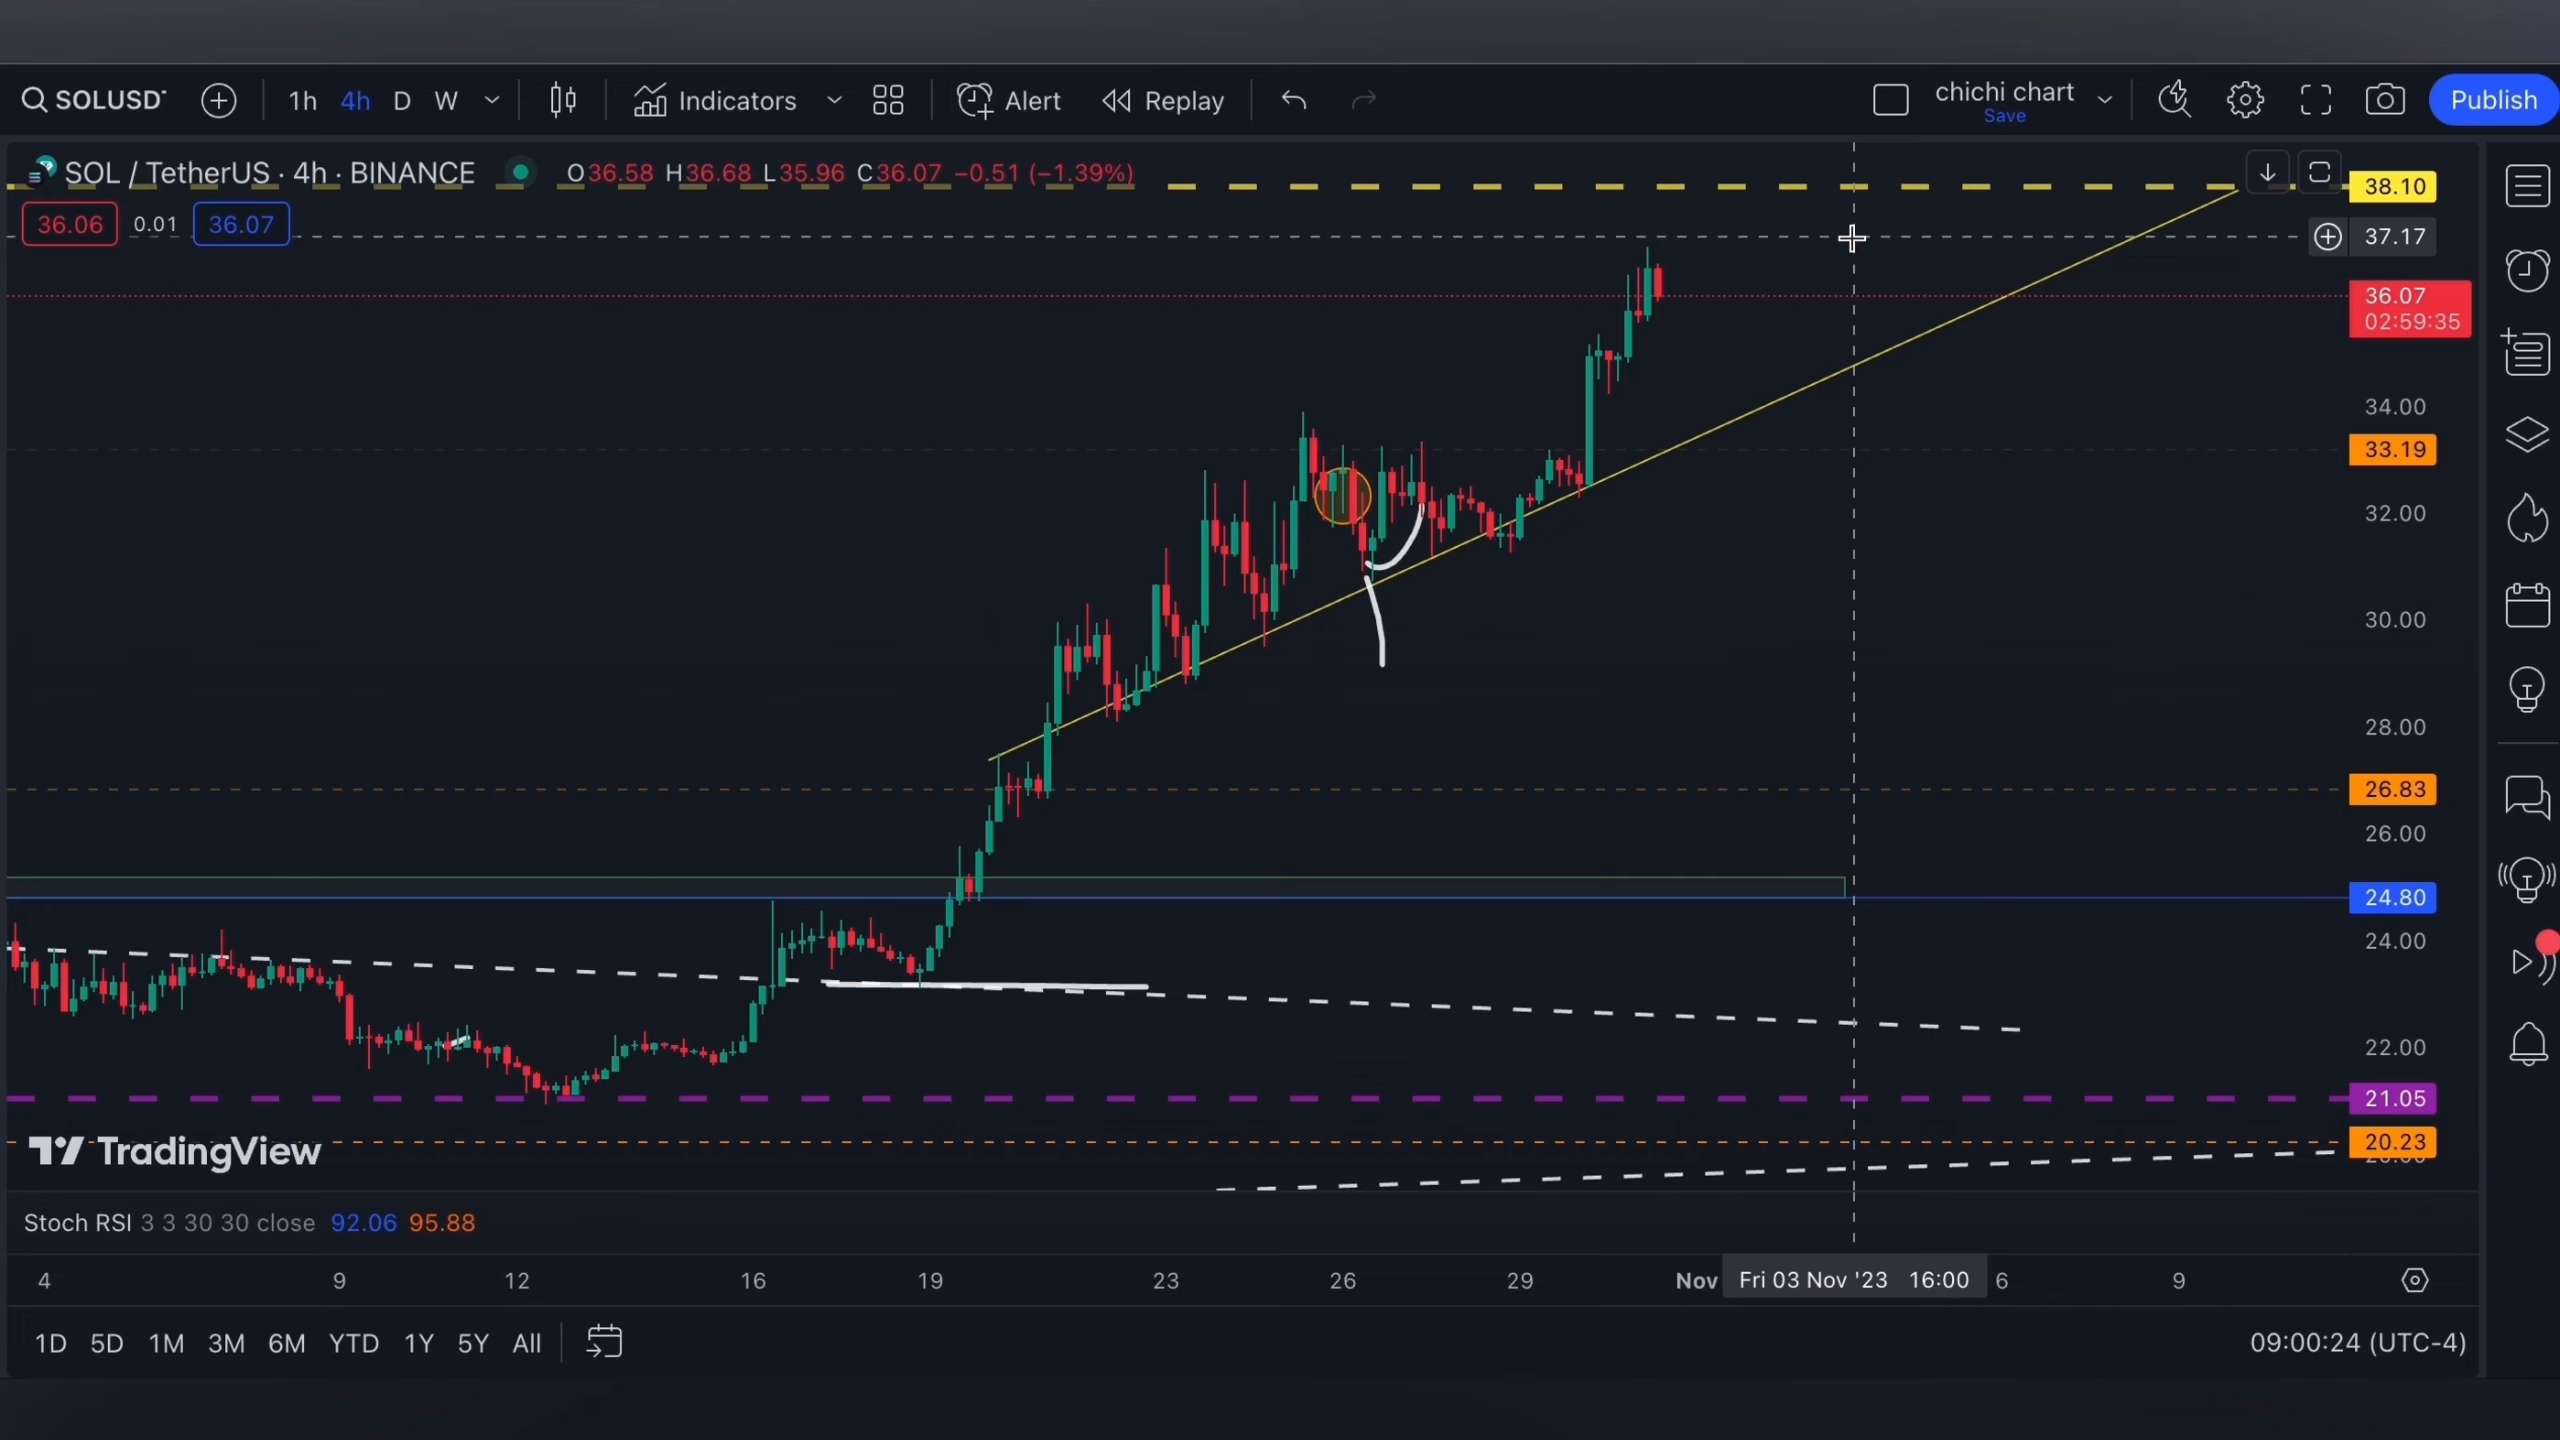 SOLUSD
1h 4h D W Indicators Alert Replay chichi chart Publish
Save
SOL / TetherUS · 4h · BINANCE O36.58 H36.68 L35.96 C36.07 −0.51 (−1.39%)
38.10
36.06 0.01 36.07
37.17
36.07
02:59:35
34.00
33.19
32.00
30.00
28.00
26.83
26.00
24.80
24.00
22.00
21.05
20.23
TradingView
Stoch RSI 3 3 30 30 close 92.06 95.88
4 9 12 16 19 23 26 29 Nov Fri 03 Nov '23 16:00 6 9
1D 5D 1M 3M 6M YTD 1Y 5Y All 09:00:24 (UTC-4)